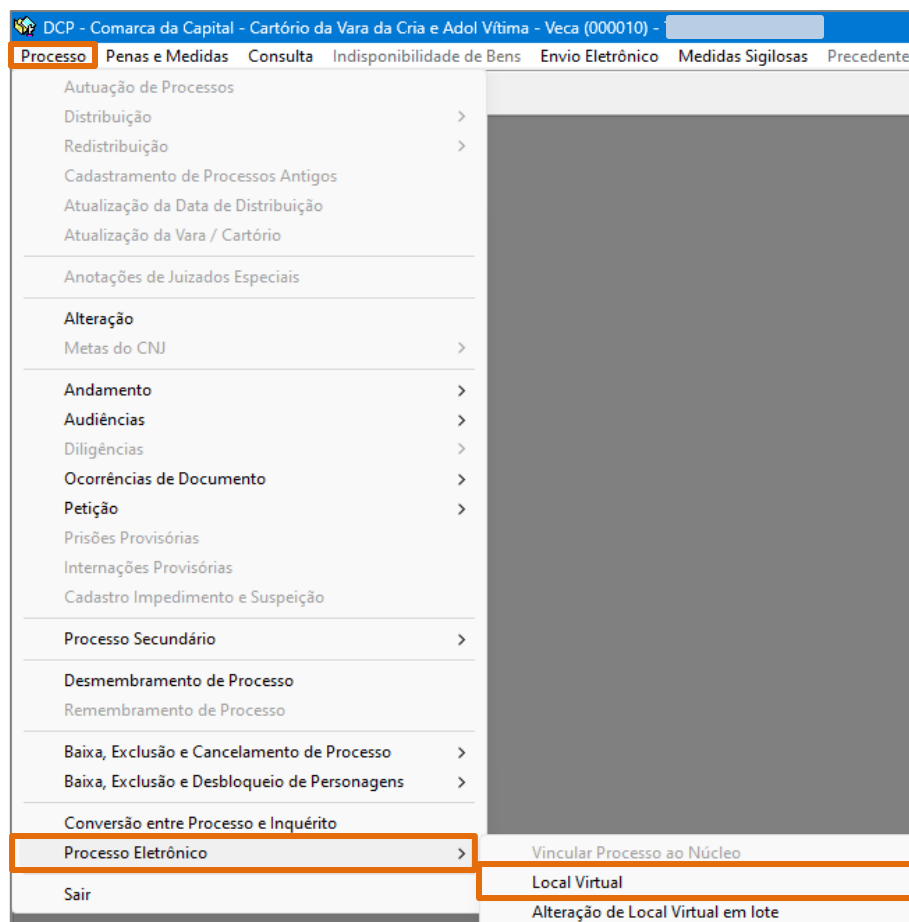 DCP - Comarca da Capital - Cartório da Vara da Cria e Adol Vítima - Veca (000010) -
Processo Penas e Medidas Consulta Indisponibilidade de Bens Envio Eletrônico Medidas Sigilosas Precedente
Autuação de Processos
Distribuição
Redistribuição
Cadastramento de Processos Antigos
Atualização da Data de Distribuição
Atualização da Vara / Cartório
Anotações de Juizados Especiais
Alteração
Metas do CNJ
Andamento
Audiências
Diligências
Ocorrências de Documento
Petição
Prisões Provisórias
Internações Provisórias
Cadastro Impedimento e Suspeição
Processo Secundário
Desmembramento de Processo
Remembramento de Processo
Baixa, Exclusão e Cancelamento de Processo
Baixa, Exclusão e Desbloqueio de Personagens
Conversão entre Processo e Inquérito
Processo Eletrônico
Sair
Vincular Processo ao Núcleo
Local Virtual
Alteração de Local Virtual em lote